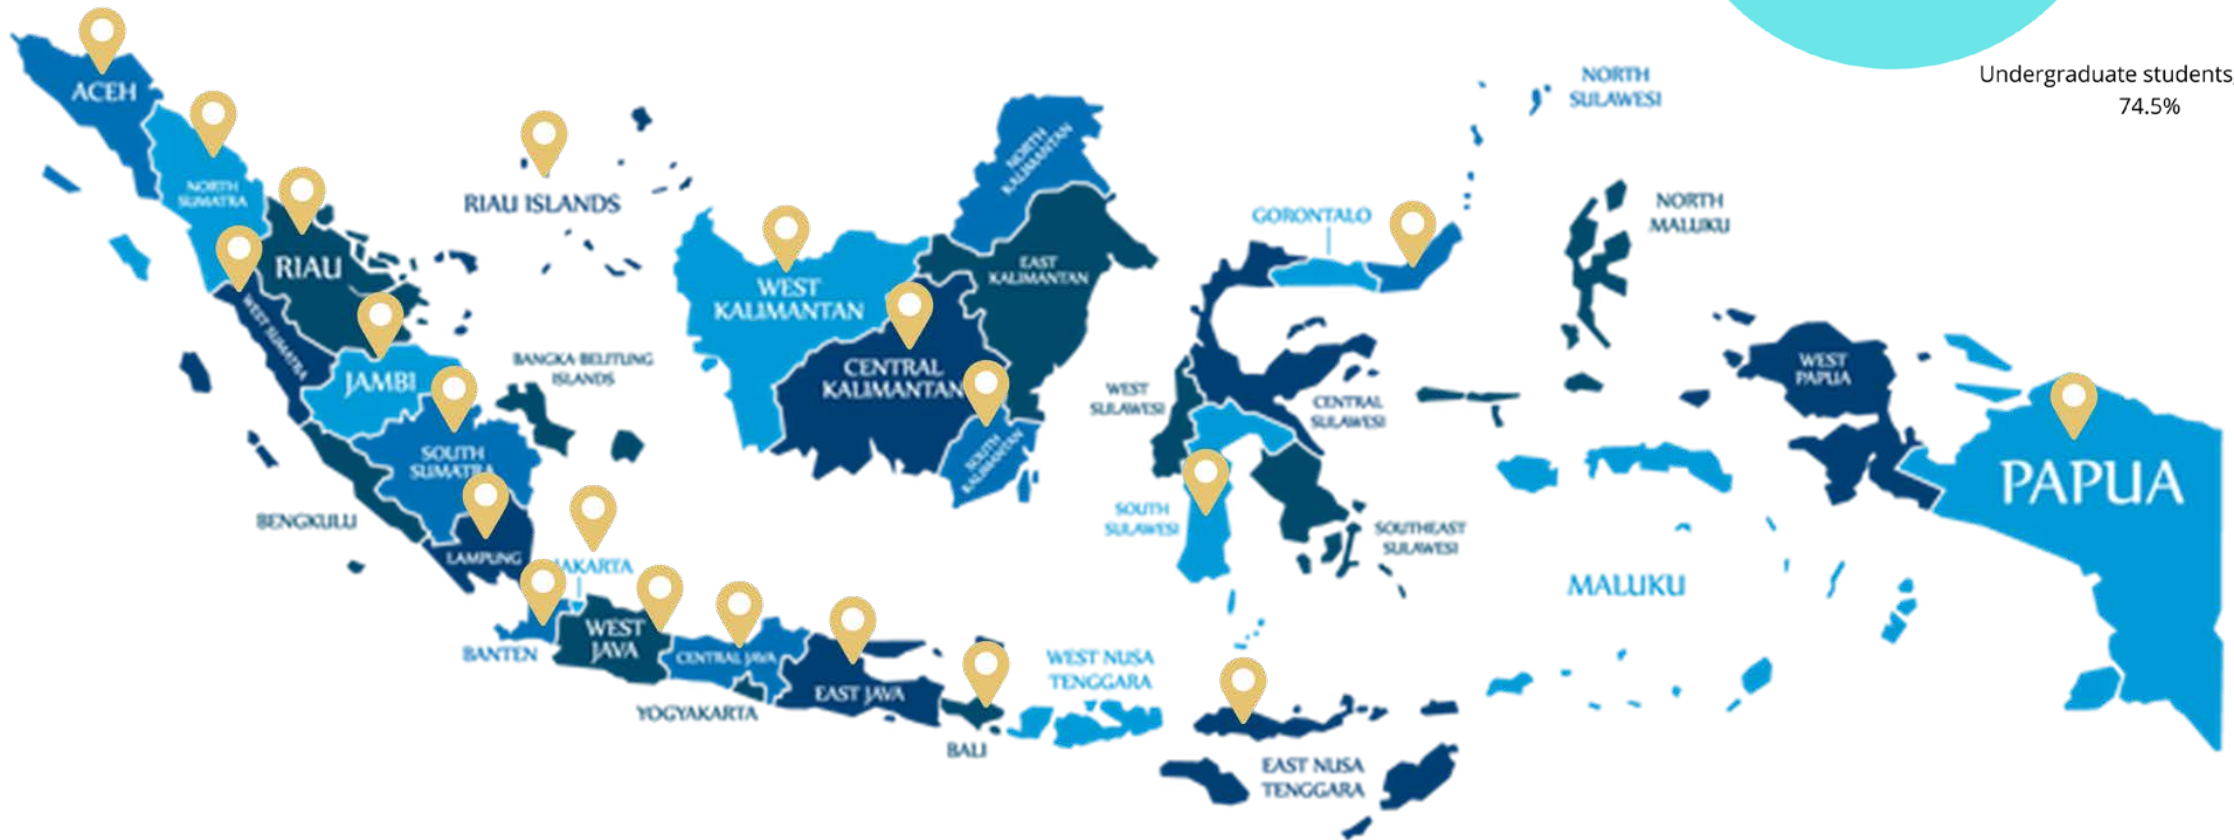 Undergraduate students
74.5%
ACEH
NORTH
SUMATRA
RIAU
RIAU ISLANDS
WEST SUMATRA
JAMBI
BANGKA-BELITUNG
ISLANDS
SOUTH
SUMATRA
BENGKULU
LAMPUNG
JAKARTA
BANTEN
WEST
JAVA
CENTRAL JAVA
YOGYAKARTA
EAST JAVA
BALI
WEST NUSA
TENGGARA
EAST NUSA
TENGGARA
WEST
KALIMANTAN
CENTRAL
KALIMANTAN
NORTH
KALIMANTAN
EAST
KALIMANTAN
SOUTH
KALIMANTAN
GORONTALO
NORTH
SULAWESI
WEST
SULAWESI
CENTRAL
SULAWESI
SOUTH
SULAWESI
SOUTHEAST
SULAWESI
NORTH
MALUKU
MALUKU
WEST
PAPUA
PAPUA